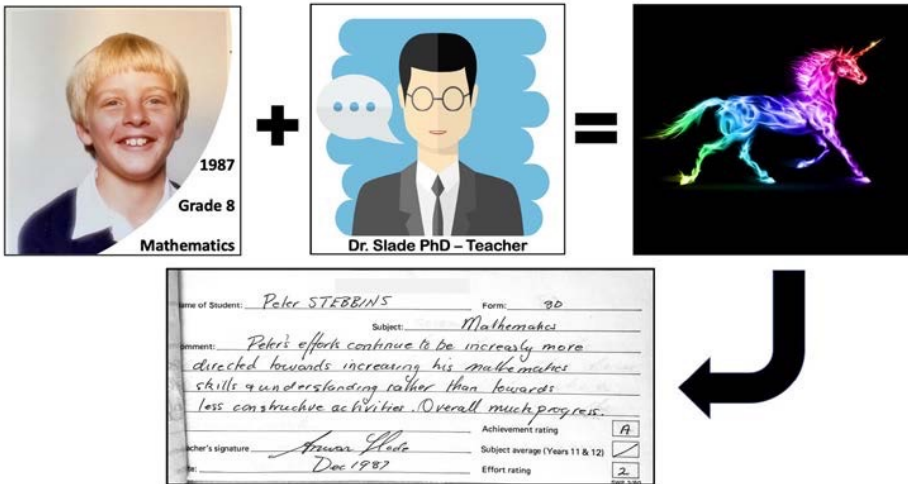 1987
Grade 8
Mathematics
Dr. Slade PhD – Teacher
me of Student: Peter STEBBINS Form: 8D
Subject: Mathematics
omment: Peter's efforts continue to be increasly more
directed towards increasing his mathematics
skills & understanding rather than towards
less constructive activities. Overall much progress.
Achievement rating A
acher's signature Slade Subject average (Years 11 & 12)
te: Dec 1987 Effort rating 2